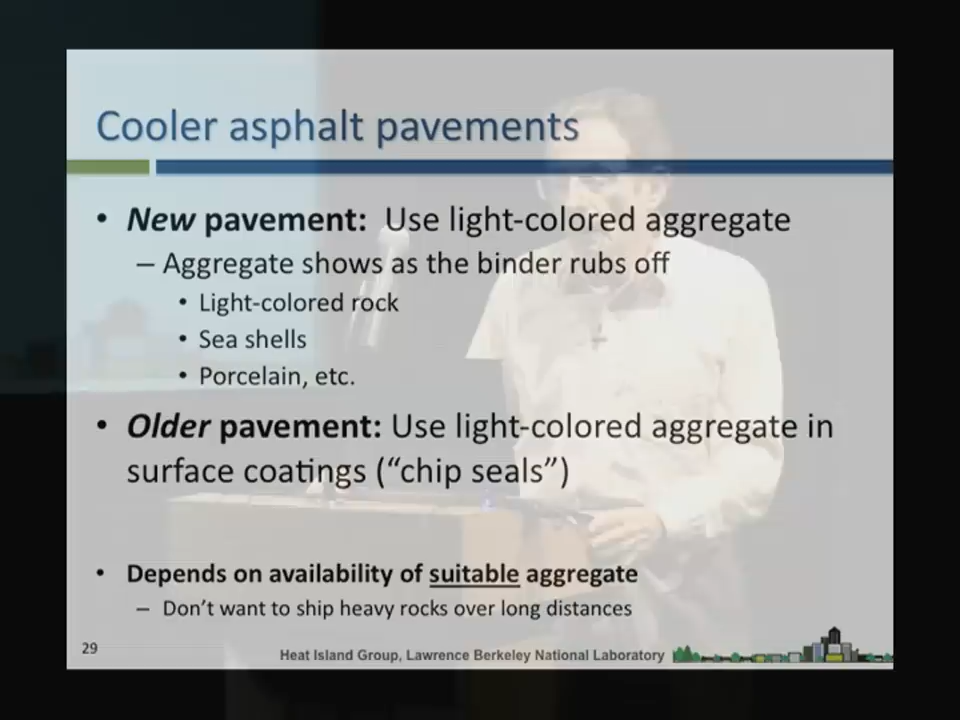 Cooler asphalt pavements
• New pavement: Use light-colored aggregate
– Aggregate shows as the binder rubs off
• Light-colored rock
• Sea shells
• Porcelain, etc.
• Older pavement: Use light-colored aggregate in
surface coatings (“chip seals”)
• Depends on availability of suitable aggregate
– Don’t want to ship heavy rocks over long distances
29
Heat Island Group, Lawrence Berkeley National Laboratory